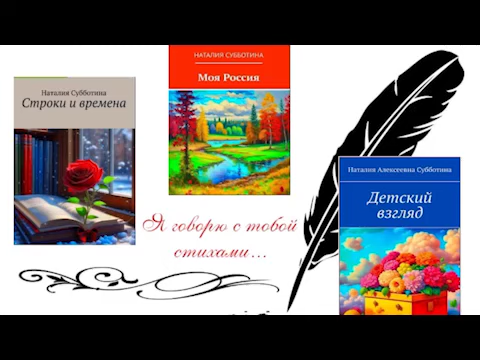 Наталия Субботина
Строки и времена
НАТАЛИЯ СУББОТИНА
Моя Россия
Наталия Алексеевна Субботина
Детский
взгляд
Я говорю с тобой
стихами...